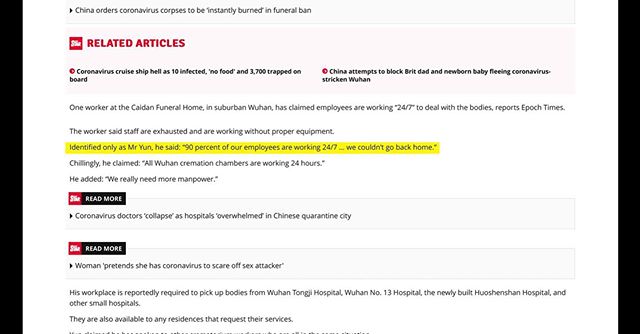 China orders coronavirus corpses to be ‘instantly burned’ in funeral ban
RELATED ARTICLES
Coronavirus cruise ship hell as 10 infected, ‘no food’ and 3,700 trapped on
board
China attempts to block Brit dad and newborn baby fleeing coronavirus-
stricken Wuhan
One worker at the Caidan Funeral Home, in suburban Wuhan, has claimed employees are working “24/7” to deal with the bodies, reports Epoch Times.
The worker said staff are exhausted and are working without proper equipment.
Identified only as Mr Yun, he said: “90 percent of our employees are working 24/7 ... we couldn’t go back home.”
Chillingly, he claimed: “All Wuhan cremation chambers are working 24 hours.”
He added: “We really need more manpower.”
READ MORE
Coronavirus doctors ‘collapse’ as hospitals ‘overwhelmed’ in Chinese quarantine city
READ MORE
Woman ‘pretends she has coronavirus to scare off sex attacker’
His workplace is reportedly required to pick up bodies from Wuhan Tongji Hospital, Wuhan No. 13 Hospital, the newly built Huoshenshan Hospital, and
other small hospitals.
They are also available to any residences that request their services.